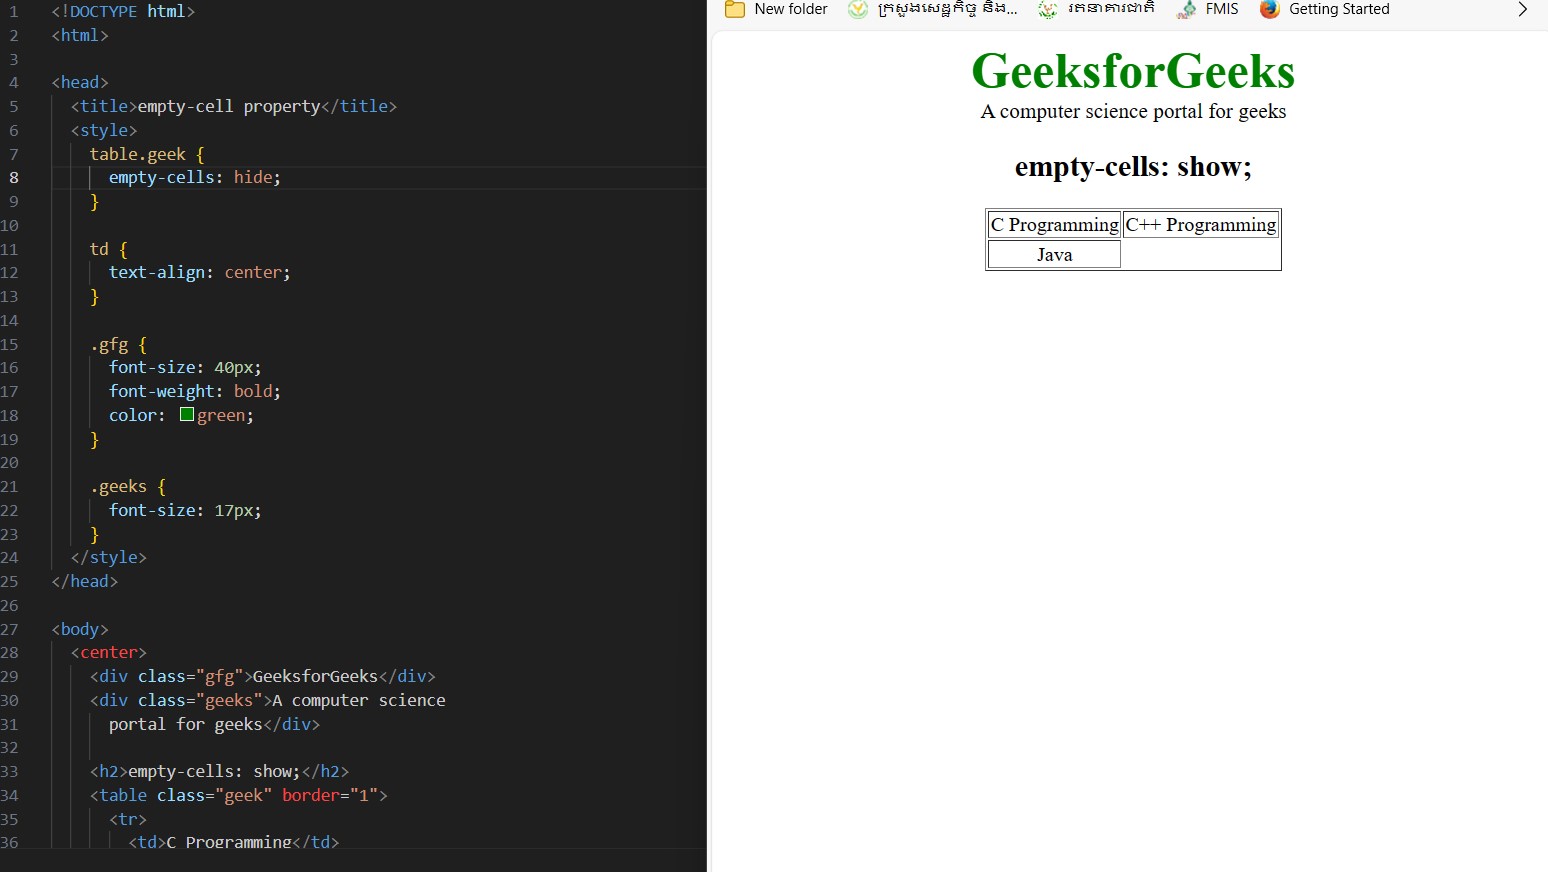 1 <!DOCTYPE html>
2 <html>
3
4 <head>
5 <title>empty-cell property</title>
6 <style>
7 table.geek {
8 empty-cells: hide;
9 }
10
11 td {
12 text-align: center;
13 }
14
15 .gfg {
16 font-size: 40px;
17 font-weight: bold;
18 color: green;
19 }
20
21 .geeks {
22 font-size: 17px;
23 }
24 </style>
25 </head>
26
27 <body>
28 <center>
29 <div class="gfg">GeeksforGeeks</div>
30 <div class="geeks">A computer science
31 portal for geeks</div>
32
33 <h2>empty-cells: show;</h2>
34 <table class="geek" border="1">
35 <tr>
36 <td>C Programming</td>
New folder ក្រសួងសេដ្ឋកិច្ច និង... រតនាគារជាតិ FMIS Getting Started
GeeksforGeeks
A computer science portal for geeks
empty-cells: show;
C Programming C++ Programming
Java